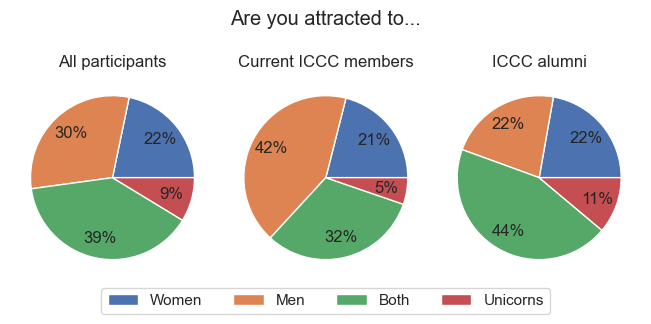 Are you attracted to...
All participants
Current ICCC members
ICCC alumni
30%
22%
9%
39%
42%
21%
5%
32%
22%
22%
11%
44%
Women
Men
Both
Unicorns